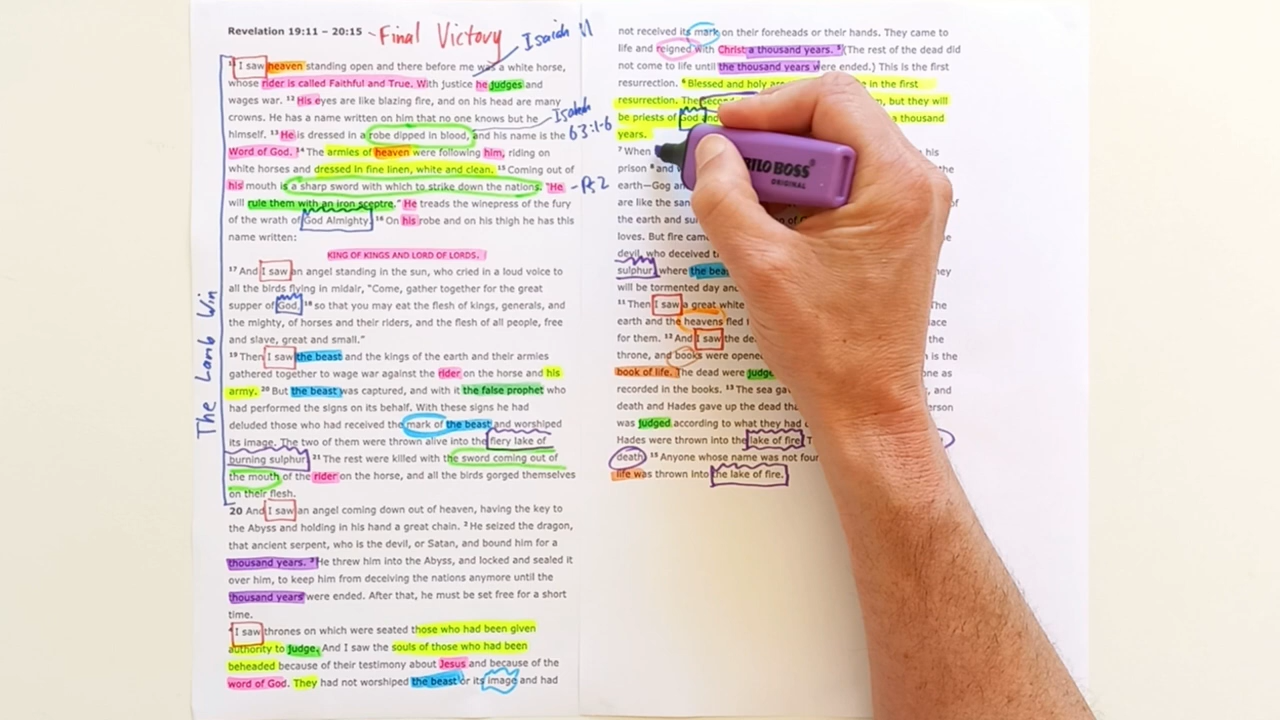 Revelation 19:11 – 20:15 ~ Final Victory
Isaiah 11
11 I saw heaven standing open and there before me was a white horse,
whose rider is called Faithful and True. With justice he judges and
wages war. 12 His eyes are like blazing fire, and on his head are many
crowns. He has a name written on him that no one knows but he
Isaiah
63:1-6
himself. 13 He is dressed in a robe dipped in blood, and his name is the
Word of God. 14 The armies of heaven were following him, riding on
white horses and dressed in fine linen, white and clean. 15 Coming out of
his mouth is a sharp sword with which to strike down the nations. "He
- Ps 2
will rule them with an iron sceptre." He treads the winepress of the fury
of the wrath of God Almighty. 16 On his robe and on his thigh he has this
name written:
KING OF KINGS AND LORD OF LORDS.
The Lamb Win
17 And I saw an angel standing in the sun, who cried in a loud voice to
all the birds flying in midair, "Come, gather together for the great
supper of God, 18 so that you may eat the flesh of kings, generals, and
the mighty, of horses and their riders, and the flesh of all people, free
and slave, great and small."
19 Then I saw the beast and the kings of the earth and their armies
gathered together to wage war against the rider on the horse and his
army. 20 But the beast was captured, and with it the false prophet who
had performed the signs on its behalf. With these signs he had
deluded those who had received the mark of the beast and worshiped
its image. The two of them were thrown alive into the fiery lake of
burning sulphur. 21 The rest were killed with the sword coming out of
the mouth of the rider on the horse, and all the birds gorged themselves
on their flesh.
20 And I saw an angel coming down out of heaven, having the key to
the Abyss and holding in his hand a great chain. 2 He seized the dragon,
that ancient serpent, who is the devil, or Satan, and bound him for a
thousand years. 3 He threw him into the Abyss, and locked and sealed it
over him, to keep him from deceiving the nations anymore until the
thousand years were ended. After that, he must be set free for a short
time.
4 I saw thrones on which were seated those who had been given
authority to judge. And I saw the souls of those who had been
beheaded because of their testimony about Jesus and because of the
word of God. They had not worshiped the beast or its image and had
not received its mark on their foreheads or their hands. They came to
life and reigned with Christ a thousand years. 5 (The rest of the dead did
not come to life until the thousand years were ended.) This is the first
resurrection. 6 Blessed and holy are in the first
resurrection. The second but they will
be priests of God and a thousand
years.
7 When his
prison 8 and
earth—Gog
are like the
the earth and of
loves. But fire came
devil, who deceived
sulphur, where the
will be tormented day and
11 Then I saw a great white The
earth and the heavens fled
for them. 12 And I saw the the
throne, and books were opened is the
book of life. The dead were as
recorded in the books. 13 The sea and
death and Hades gave up the dead
was judged according to what they had
Hades were thrown into the lake of fire.
death. 15 Anyone whose name was not
life was thrown into the lake of fire.
BOSS
ORIGINAL